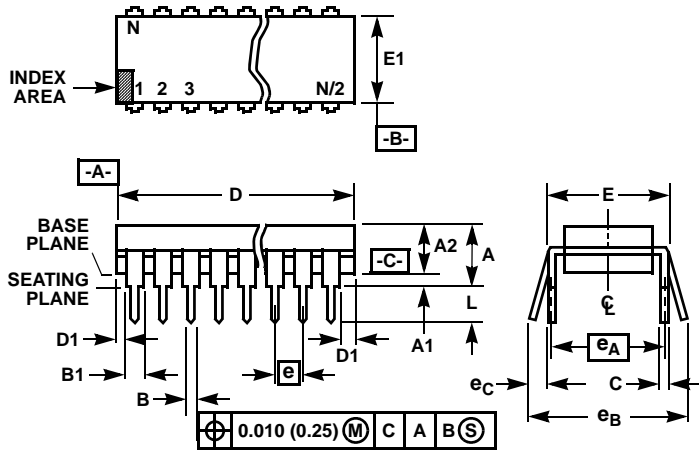 N
E1
INDEX
AREA
1 2 3 N/2
-B-
-A-
D
E
BASE
PLANE
A2
A
-C-
SEATING
PLANE
L
C L
D1
A1
D1
e
eA
B1
eC
C
B
eB
0.010 (0.25) M C A B S